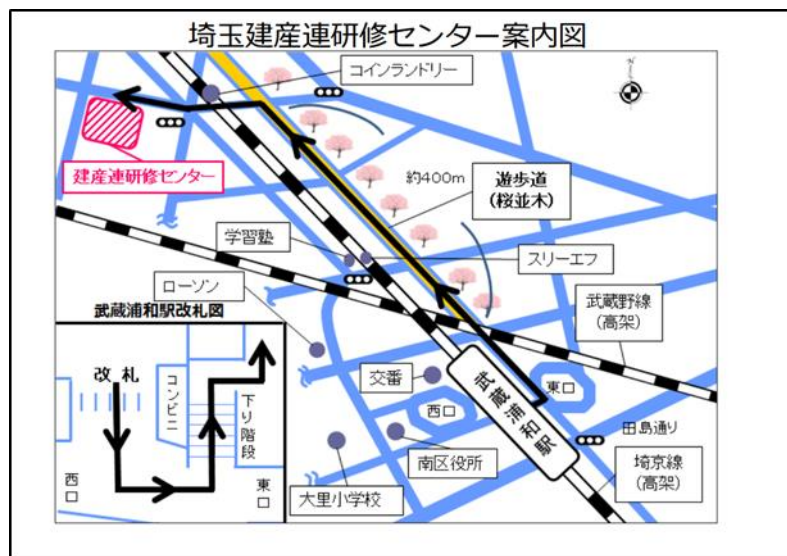 埼玉建産連研修センター案内図
コインランドリー
建産連研修センター
約400m
遊歩道
(桜並木)
学習塾
スリーエフ
ローソン
武蔵野線
(高架)
武蔵浦和駅改札図
改札
コンビニ
下り階段
西口
東口
交番
西口
武蔵浦和駅
東口
田島通り
南区役所
大里小学校
埼京線
(高架)